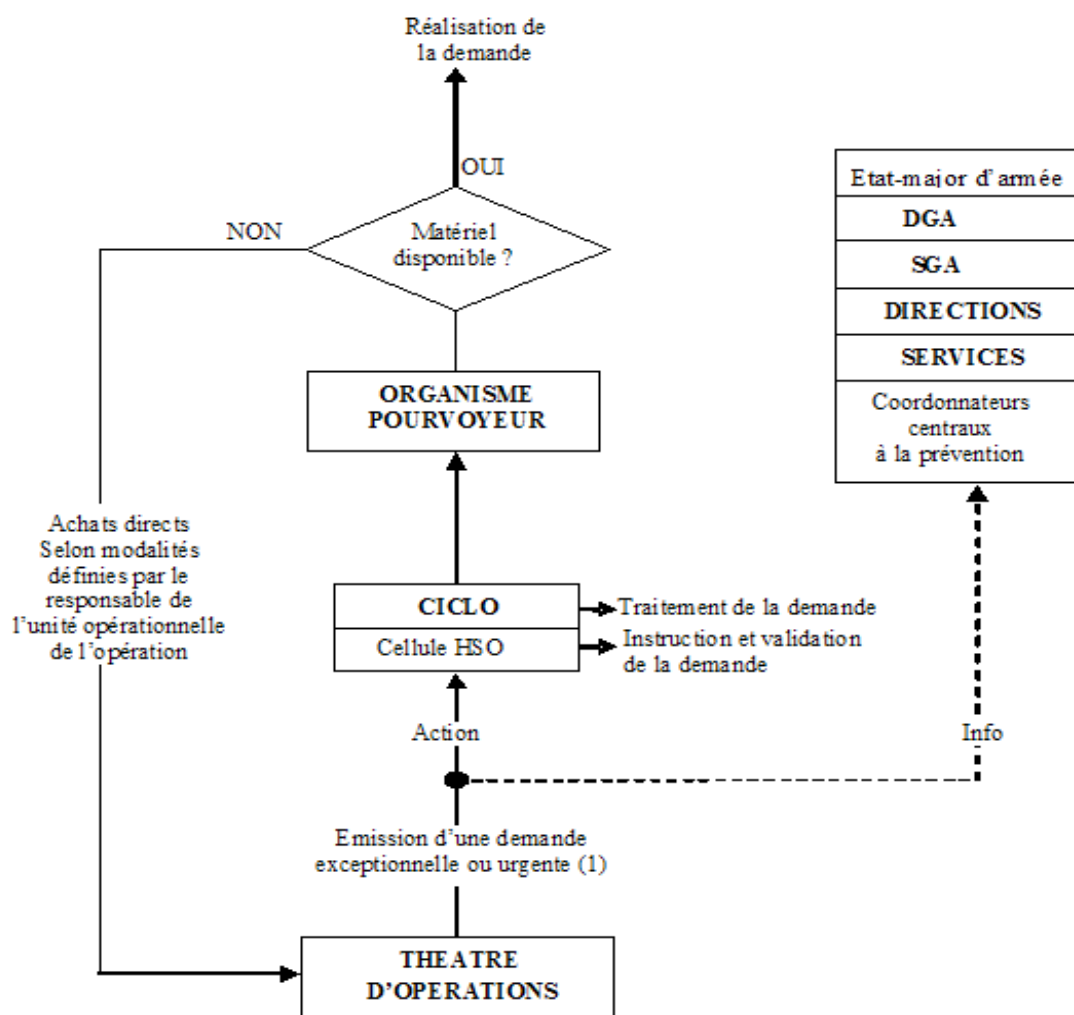 Réalisation de
la demande
OUI
NON
Matériel
disponible ?
Etat-major d'armée
DGA
SGA
DIRECTIONS
SERVICES
Coordonnateurs
centraux
à la prévention
ORGANISME
POURVOYEUR
Achats directs
Selon modalités
définies par le
responsable de
l'unité opérationnelle
de l'opération
CICLO
Cellule HSO
Traitement de la demande
Instruction et validation
de la demande
Action
Info
Emission d'une demande
exceptionnelle ou urgente (1)
THEATRE
D'OPERATIONS